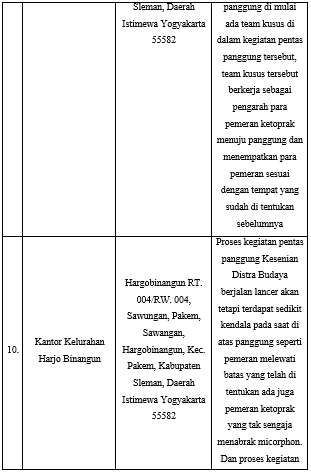 Sleman, Daerah
Istimewa Yogyakarta
55582
panggung di mulai
ada team kusus di
dalam kegiatan pentas
panggung tersebut,
team kusus tersebut
berkerja sebagai
pengarah para
pemeran ketoprak
menuju panggung dan
menempatkan para
pemeran sesuai
dengan tempat yang
sudah di tentukan
sebelumnya
10.
Kantor Kelurahan
Harjo Binangun
Hargobinangun RT.
004/RW. 004,
Sawungan, Pakem,
Sawangan,
Hargobinangun, Kec.
Pakem, Kabupaten
Sleman, Daerah
Istimewa Yogyakarta
55582
Proses kegiatan pentas
panggung Kesenian
Distra Budaya
berjalan lancer akan
tetapi terdapat sedikit
kendala pada saat di
atas panggung seperti
pemeran melewati
batas yang telah di
tentukan ada juga
pemeran ketoprak
yang tak sengaja
menabrak micorphon.
Dan proses kegiatan